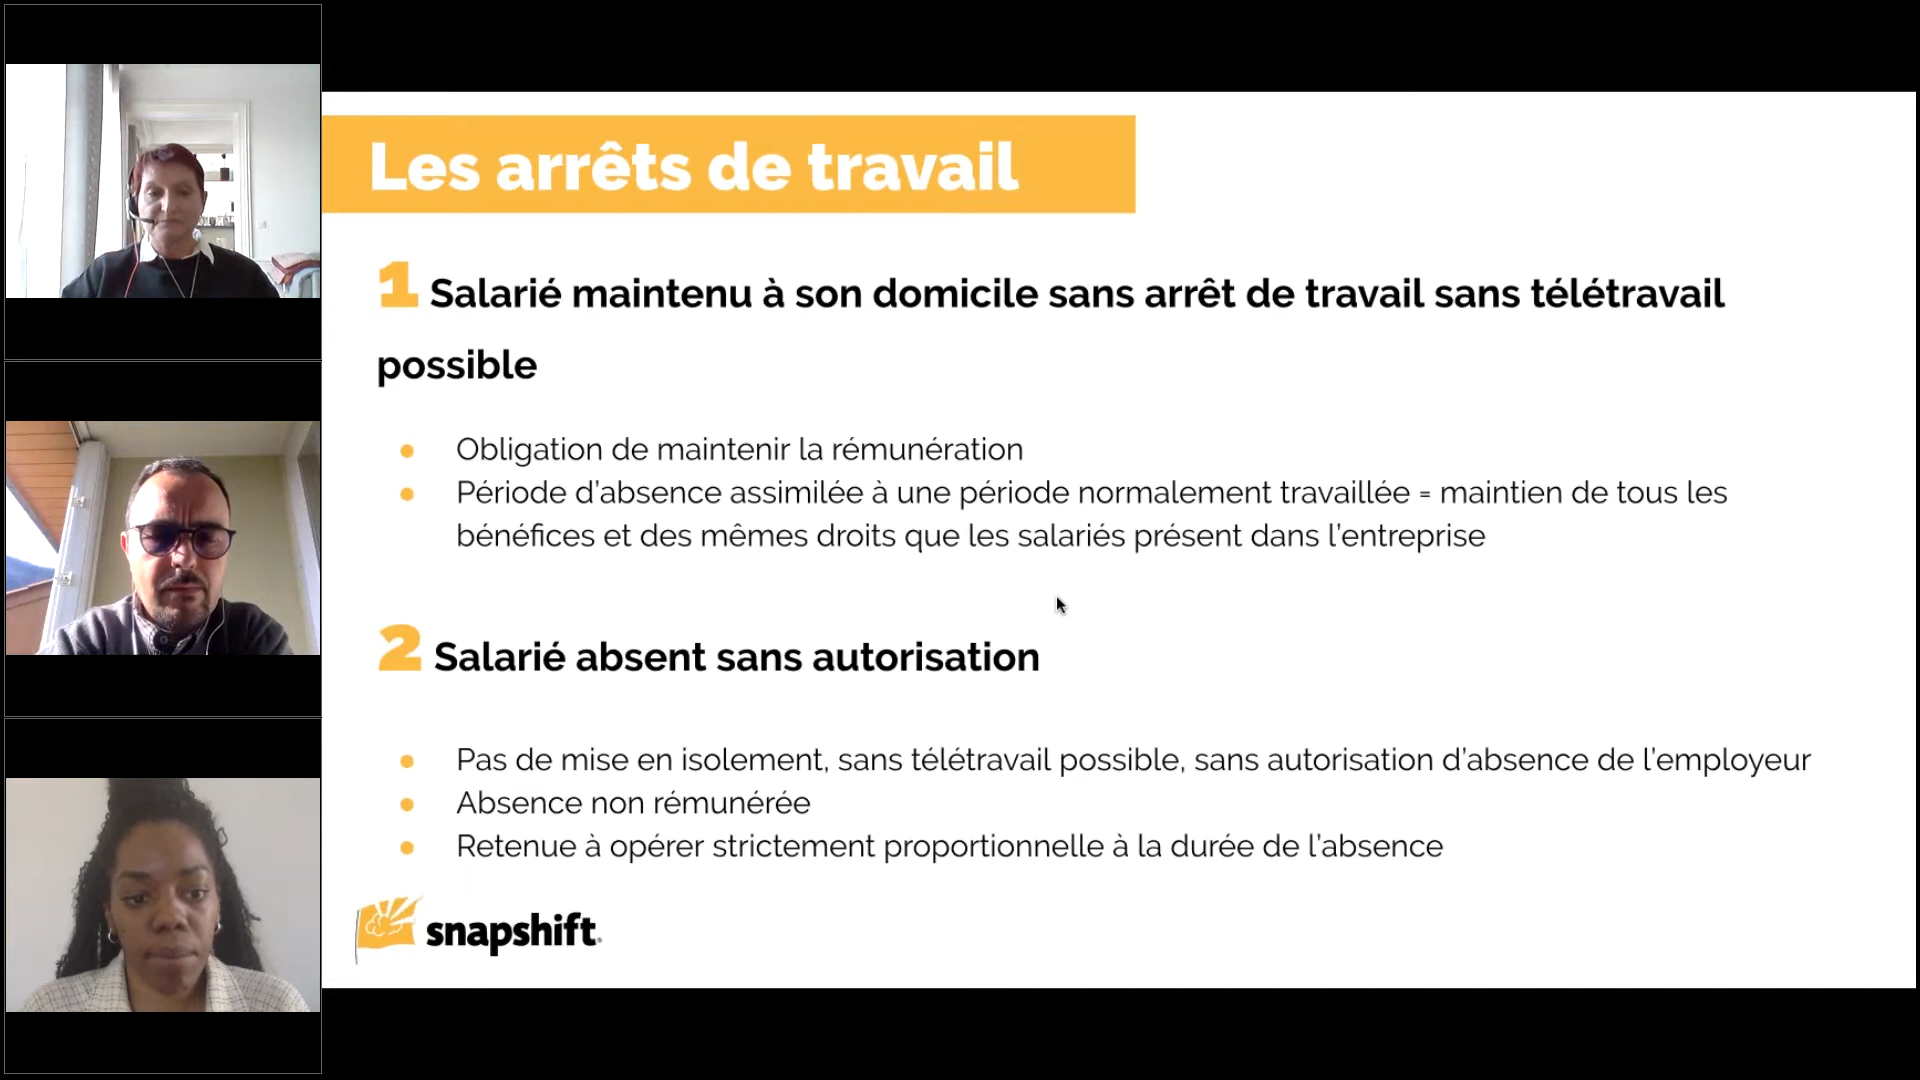 Les arrêts de travail
1 Salarié maintenu à son domicile sans arrêt de travail sans télétravail
possible
● Obligation de maintenir la rémunération
● Période d'absence assimilée à une période normalement travaillée = maintien de tous les
bénéfices et des mêmes droits que les salariés présent dans l'entreprise
2 Salarié absent sans autorisation
● Pas de mise en isolement, sans télétravail possible, sans autorisation d'absence de l'employeur
● Absence non rémunérée
● Retenue à opérer strictement proportionnelle à la durée de l'absence
snapshift